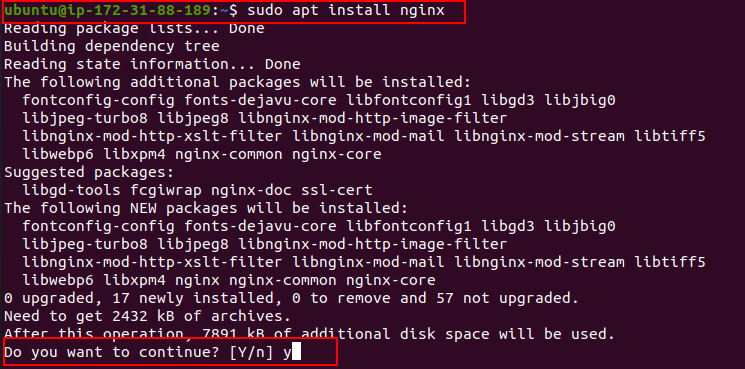 ubuntu@ip-172-31-88-189:~$ sudo apt install nginx
Reading package lists... Done
Building dependency tree
Reading state information... Done
The following additional packages will be installed:
  fontconfig-config fonts-dejavu-core libfontconfig1 libgd3 libjbig0
  libjpeg-turbo8 libjpeg8 libnginx-mod-http-image-filter
  libnginx-mod-http-xslt-filter libnginx-mod-mail libnginx-mod-stream libtiff5
  libwebp6 libxpm4 nginx-common nginx-core
Suggested packages:
  libgd-tools fcgiwrap nginx-doc ssl-cert
The following NEW packages will be installed:
  fontconfig-config fonts-dejavu-core libfontconfig1 libgd3 libjbig0
  libjpeg-turbo8 libjpeg8 libnginx-mod-http-image-filter
  libnginx-mod-http-xslt-filter libnginx-mod-mail libnginx-mod-stream libtiff5
  libwebp6 libxpm4 nginx nginx-common nginx-core
0 upgraded, 17 newly installed, 0 to remove and 57 not upgraded.
Need to get 2432 kB of archives.
After this operation, 7891 kB of additional disk space will be used.
Do you want to continue? [Y/n] y